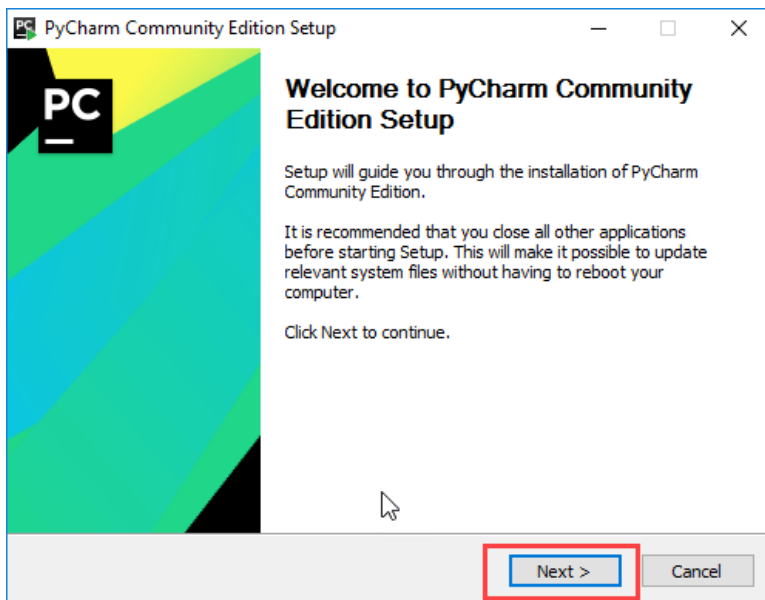 PyCharm Community Edition Setup
PC
Welcome to PyCharm Community
Edition Setup
Setup will guide you through the installation of PyCharm
Community Edition.
It is recommended that you close all other applications
before starting Setup. This will make it possible to update
relevant system files without having to reboot your
computer.
Click Next to continue.
Next >
Cancel